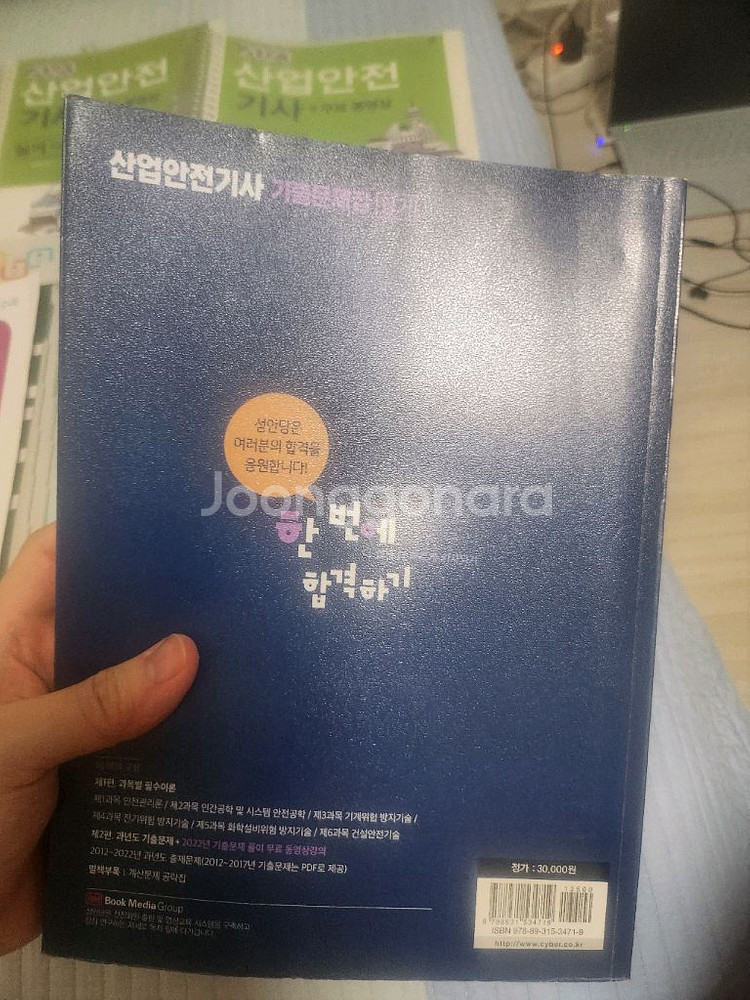 산업안전
기사
산업안전
기사
산업안전기사 기출문제집 필기
성안당은
여러분의 합격을
응원합니다!
Joonggonara
한 번에
합격하기
제1편. 과목별 필수이론
제1과목 안전관리론 / 제2과목 인간공학 및 시스템 안전공학 / 제3과목 기계위험 방지기술 /
제4과목 전기위험 방지기술 / 제5과목 화학설비위험 방지기술 / 제6과목 건설안전기술
제2편. 과년도 기출문제 + 2022년 기출문제 풀이 무료 동영상강의
2012~2022년 과년도 출제문제(2012~2017년 기출문제는 PDF로 제공)
별책부록 | 계산문제 공략집
정가 : 30,000원
12500
9 788931 534719
ISBN 978-89-315-3471-9
http://www.cyber.co.kr
Book Media Group